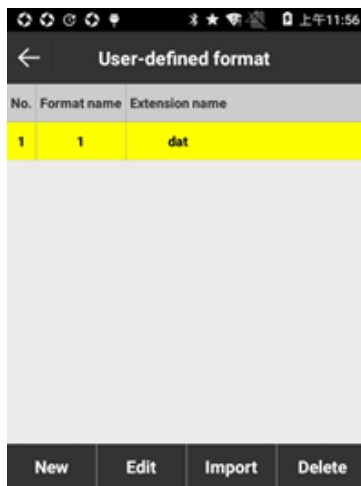 上午11:56
User-defined format
No. Format name Extension name
1 1 dat
New Edit Import Delete